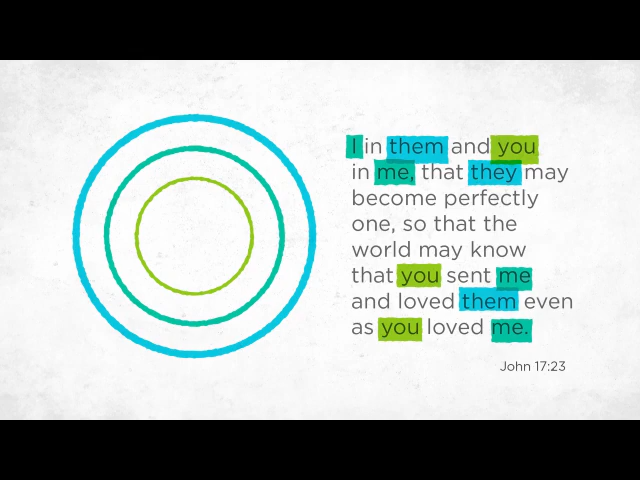 I in them and you
in me, that they may
become perfectly
one, so that the
world may know
that you sent me
and loved them even
as you loved me.
John 17:23